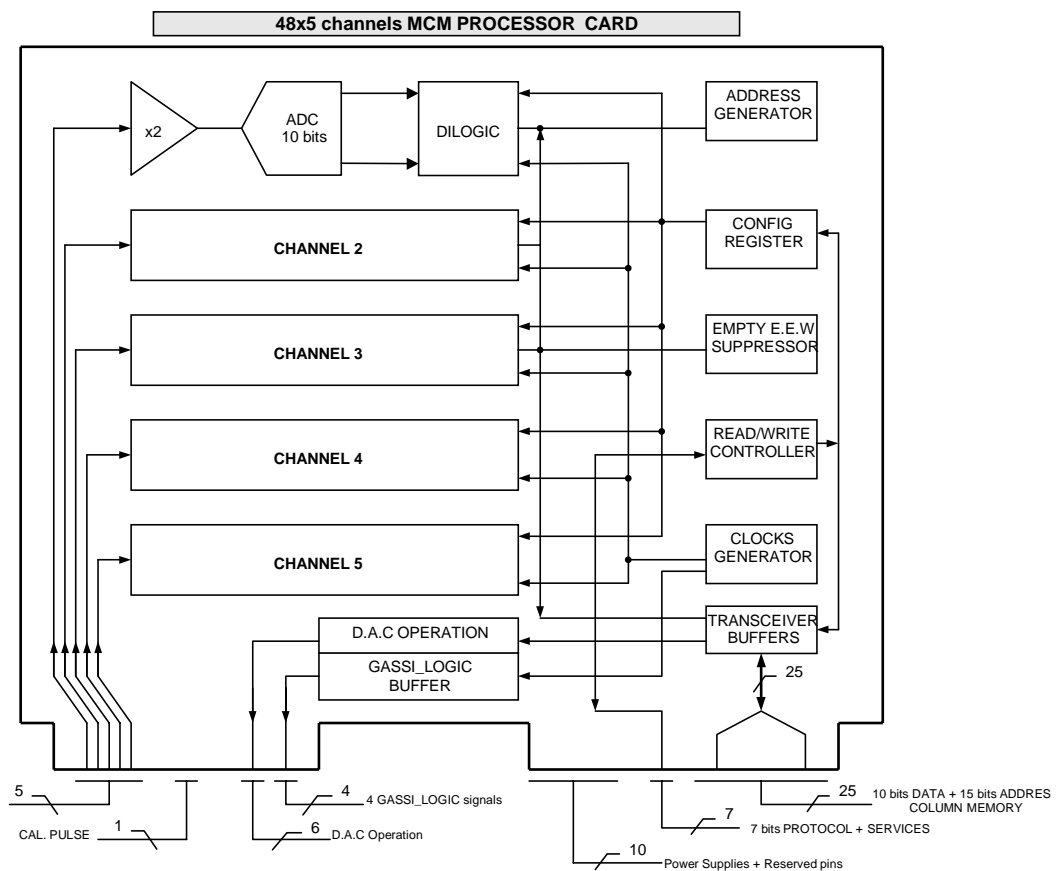 48x5 channels MCM PROCESSOR CARD
x2
ADC
10 bits
DILOGIC
ADDRESS
GENERATOR
CHANNEL 2
CONFIG
REGISTER
CHANNEL 3
EMPTY E.E.W
SUPPRESSOR
CHANNEL 4
READ/WRITE
CONTROLLER
CHANNEL 5
CLOCKS
GENERATOR
D.A.C OPERATION
GASSI_LOGIC
BUFFER
TRANSCEIVER
BUFFERS
25
5
CAL. PULSE
1
4
4 GASSI_LOGIC signals
6
D.A.C Operation
25
10 bits DATA + 15 bits ADDRES
COLUMN MEMORY
7
7 bits PROTOCOL + SERVICES
10
Power Supplies + Reserved pins